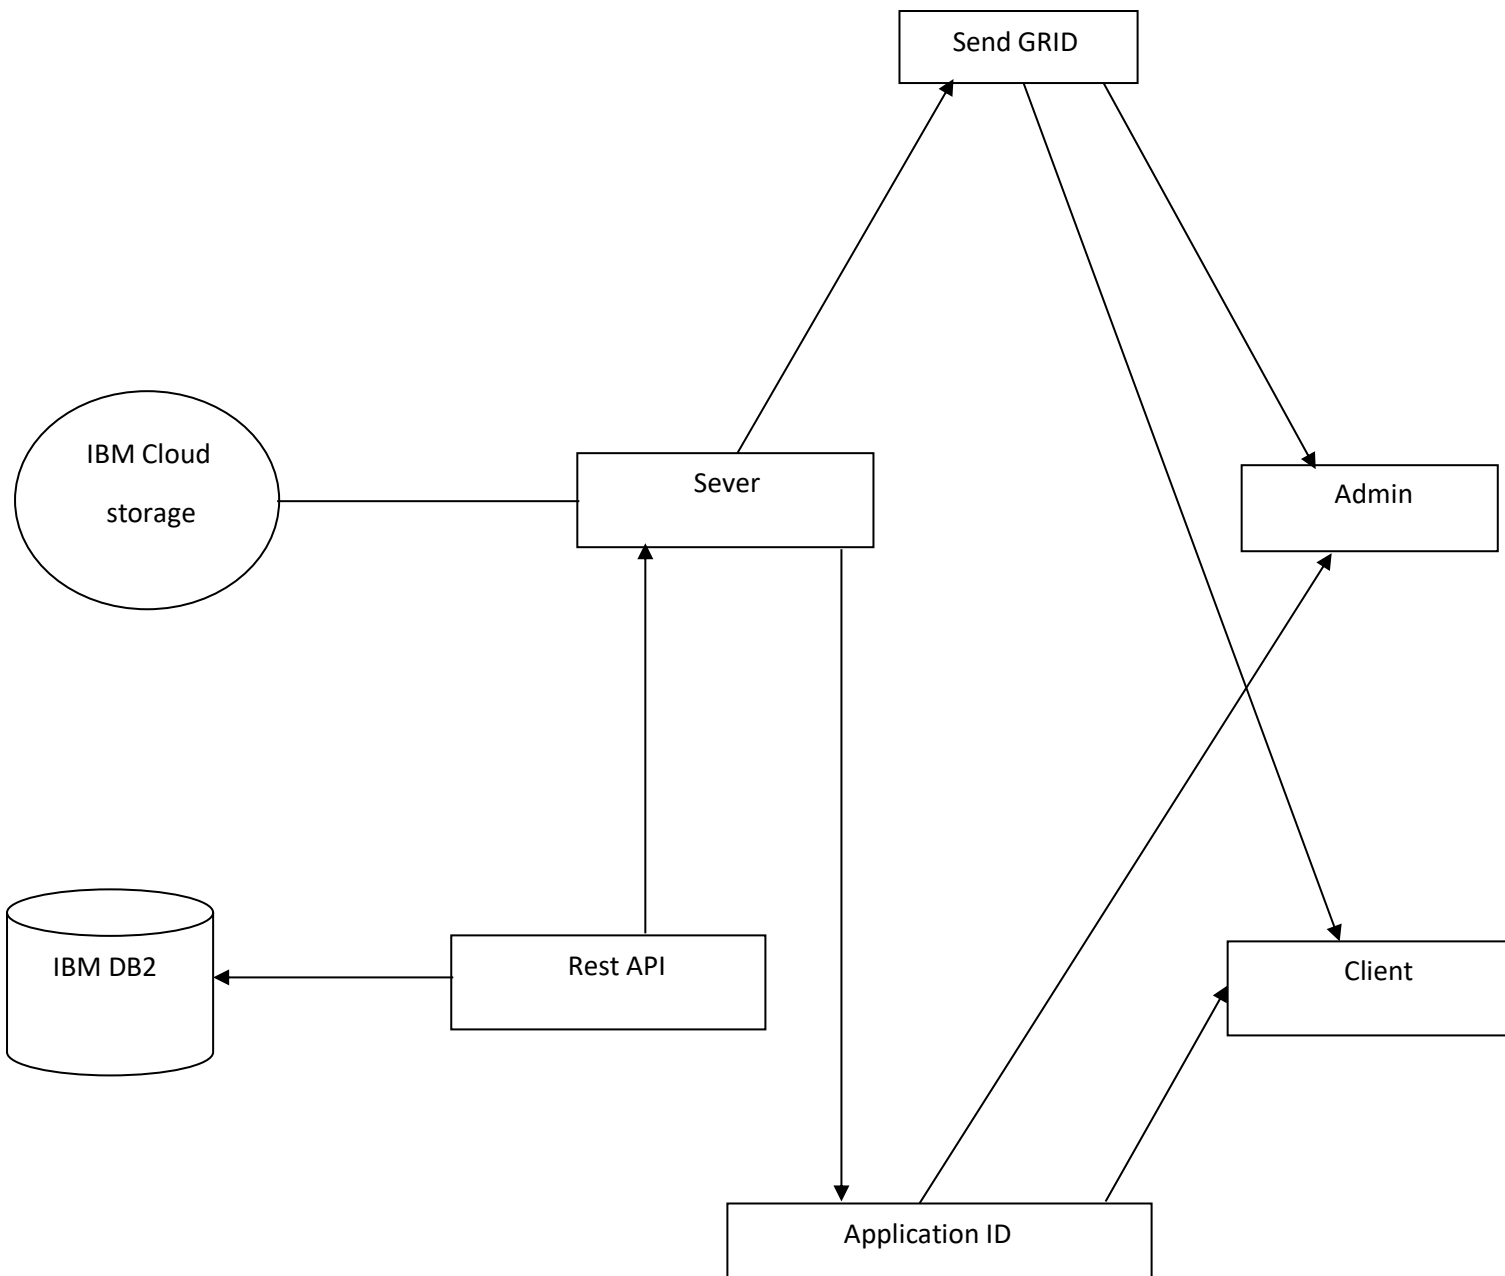 Send GRID
IBM Cloud
storage
Sever
Admin
IBM DB2
Rest API
Client
Application ID